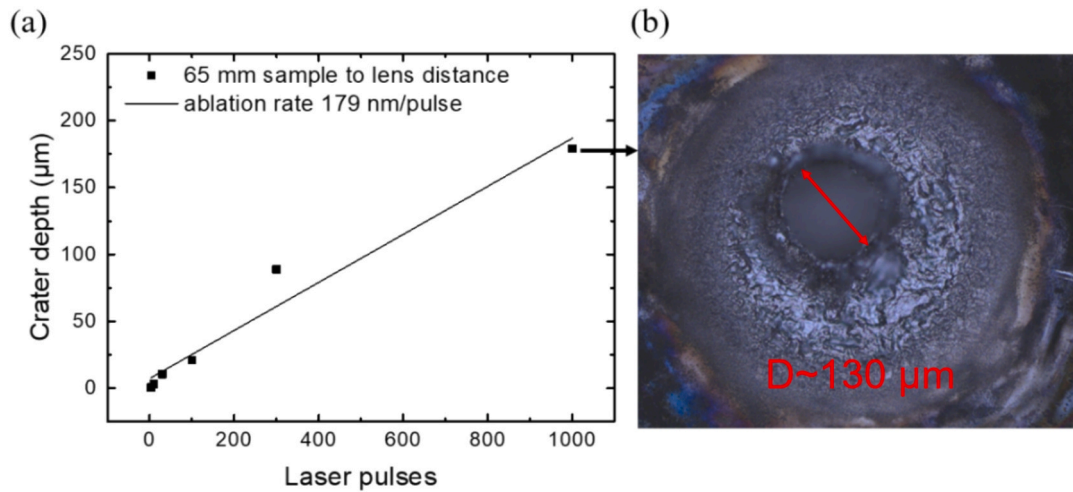 (a)
(b)
250
200
150
100
50
0
Crater depth (μm)
65 mm sample to lens distance
ablation rate 179 nm/pulse
0
200
400
600
800
1000
Laser pulses
D~130 μm